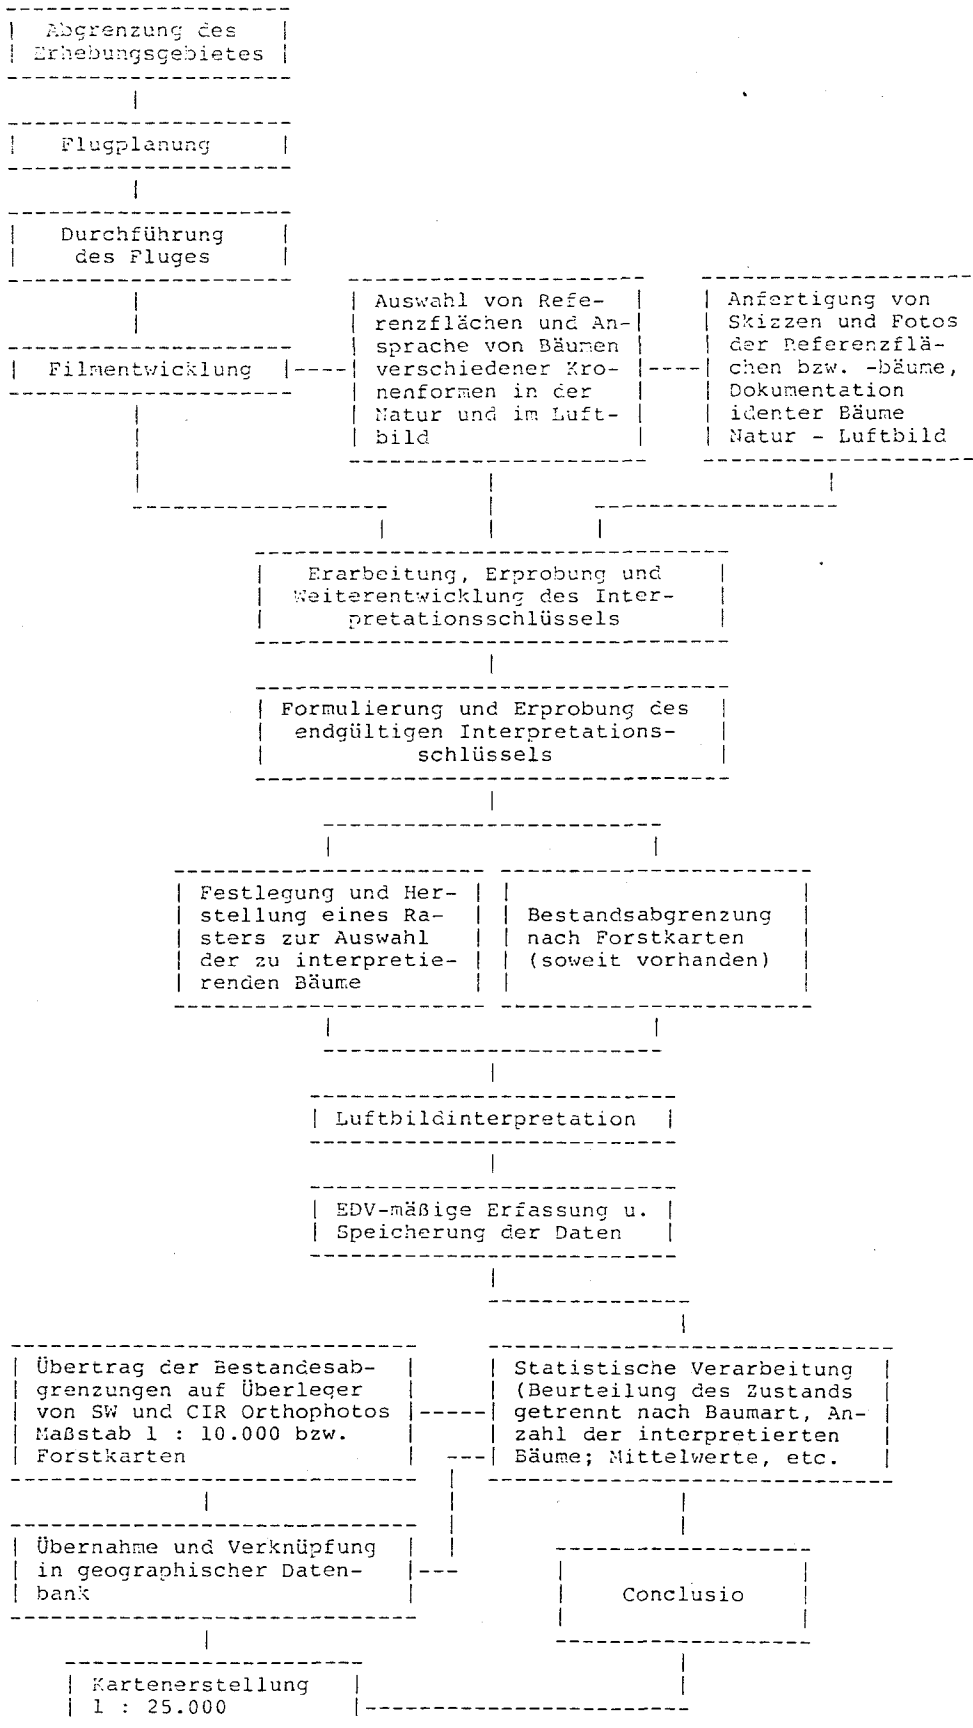 Abgrenzung des
Erhebungsgebietes
Flugplanung
Durchführung
des Fluges
Filmentwicklung
Auswahl von Refe-
renzflächen und An-
sprache von Bäumen
verschiedener Kro-
nenformen in der
Natur und im Luft-
bild
Anfertigung von
Skizzen und Fotos
der Referenzflä-
chen bzw. -bäume,
Dokumentation
identer Bäume
Natur - Luftbild
Erarbeitung, Erprobung und
Weiterentwicklung des Inter-
pretationsschlüssels
Formulierung und Erprobung des
endgültigen Interpretations-
schlüssels
Festlegung und Her-
stellung eines Ra-
sters zur Auswahl
der zu interpretie-
renden Bäume
Bestandsabgrenzung
nach Forstkarten
(soweit vorhanden)
Luftbildinterpretation
EDV-mäßige Erfassung u.
Speicherung der Daten
Übertrag der Bestandesab-
grenzungen auf Überleger
von SW und CIR Orthophotos
Maßstab 1 : 10.000 bzw.
Forstkarten
Statistische Verarbeitung
(Beurteilung des Zustands
getrennt nach Baumart, An-
zahl der interpretierten
Bäume; Mittelwerte, etc.
Übernahme und Verknüpfung
in geographischer Daten-
bank
Conclusio
Kartenerstellung
1 : 25.000